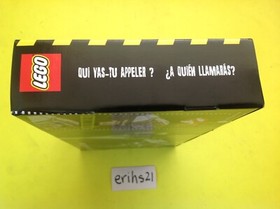 LEGO
QUI VAS-TU APPELER ? ¿A QUIÉN LLAMARÁS?
erihs21